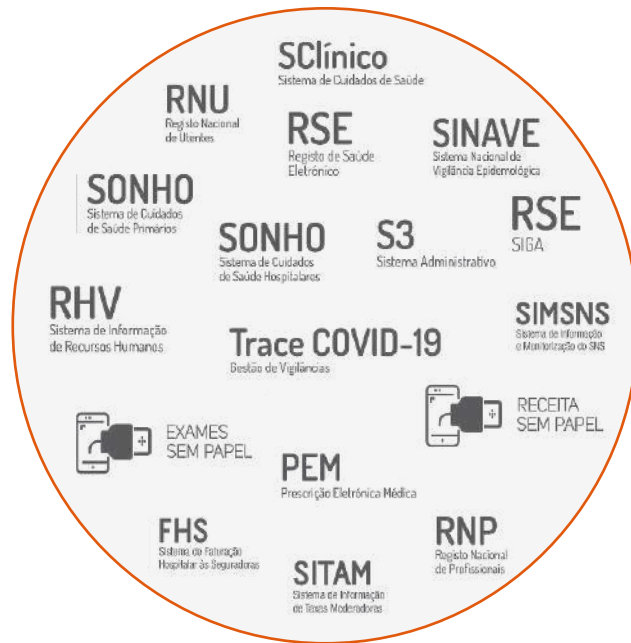 SClínico
Sistema de Cuidados de Saúde
RNU
Registo Nacional
de Utentes
RSE
Registo de Saúde
Eletrónico
SINAVE
Sistema Nacional de
Vigilância Epidemológica
SONHO
Sistema de Cuidados
de Saúde Primários
SONHO
Sistema de Cuidados
de Saúde Hospitalares
S3
Sistema Administrativo
RSE
SIGA
RHV
Sistema de Informação
de Recursos Humanos
Trace COVID-19
Gestão de Vigilâncias
SIMSNS
Sistema de Informação
e Monitorização do SNS
EXAMES
SEM PAPEL
RECEITA
SEM PAPEL
PEM
Prescrição Eletrónica Médica
FHS
Sistema de Faturação
Hospitalar às Seguradoras
SITAM
Sistema de Informação
de Taxas Moderadoras
RNP
Registo Nacional
de Profissionais